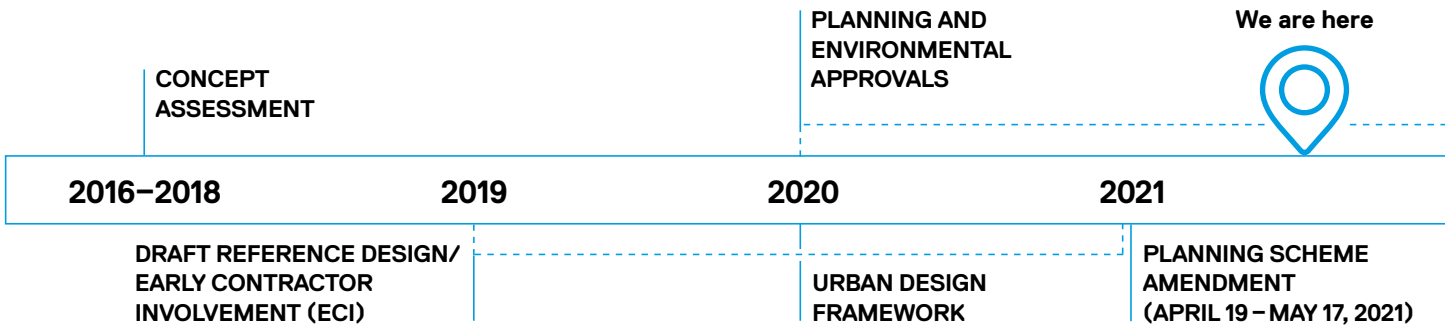 PLANNING AND
ENVIRONMENTAL
APPROVALS
We are here
CONCEPT
ASSESSMENT
2016–2018
2019
2020
2021
DRAFT REFERENCE DESIGN/
EARLY CONTRACTOR
INVOLVEMENT (ECI)
URBAN DESIGN
FRAMEWORK
PLANNING SCHEME
AMENDMENT
(APRIL 19 – MAY 17, 2021)